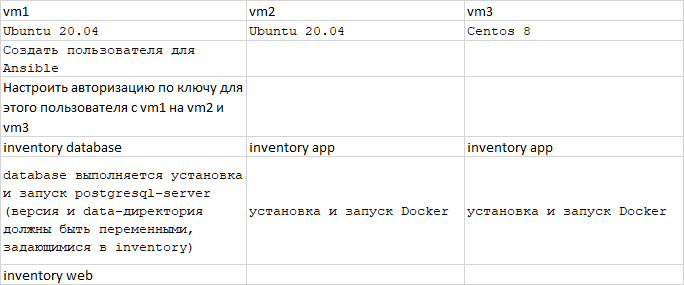 vm1 vm2 vm3
Ubuntu 20.04 Ubuntu 20.04 Centos 8
Создать пользователя для
Ansible
Настроить авторизацию по ключу для
этого пользователя с vm1 на vm2 и
vm3
inventory database inventory app inventory app
database выполняется установка
и запуск postgresql-server
(версия и data-директория
должны быть переменными,
задающимися в inventory)
установка и запуск Docker установка и запуск Docker
inventory web